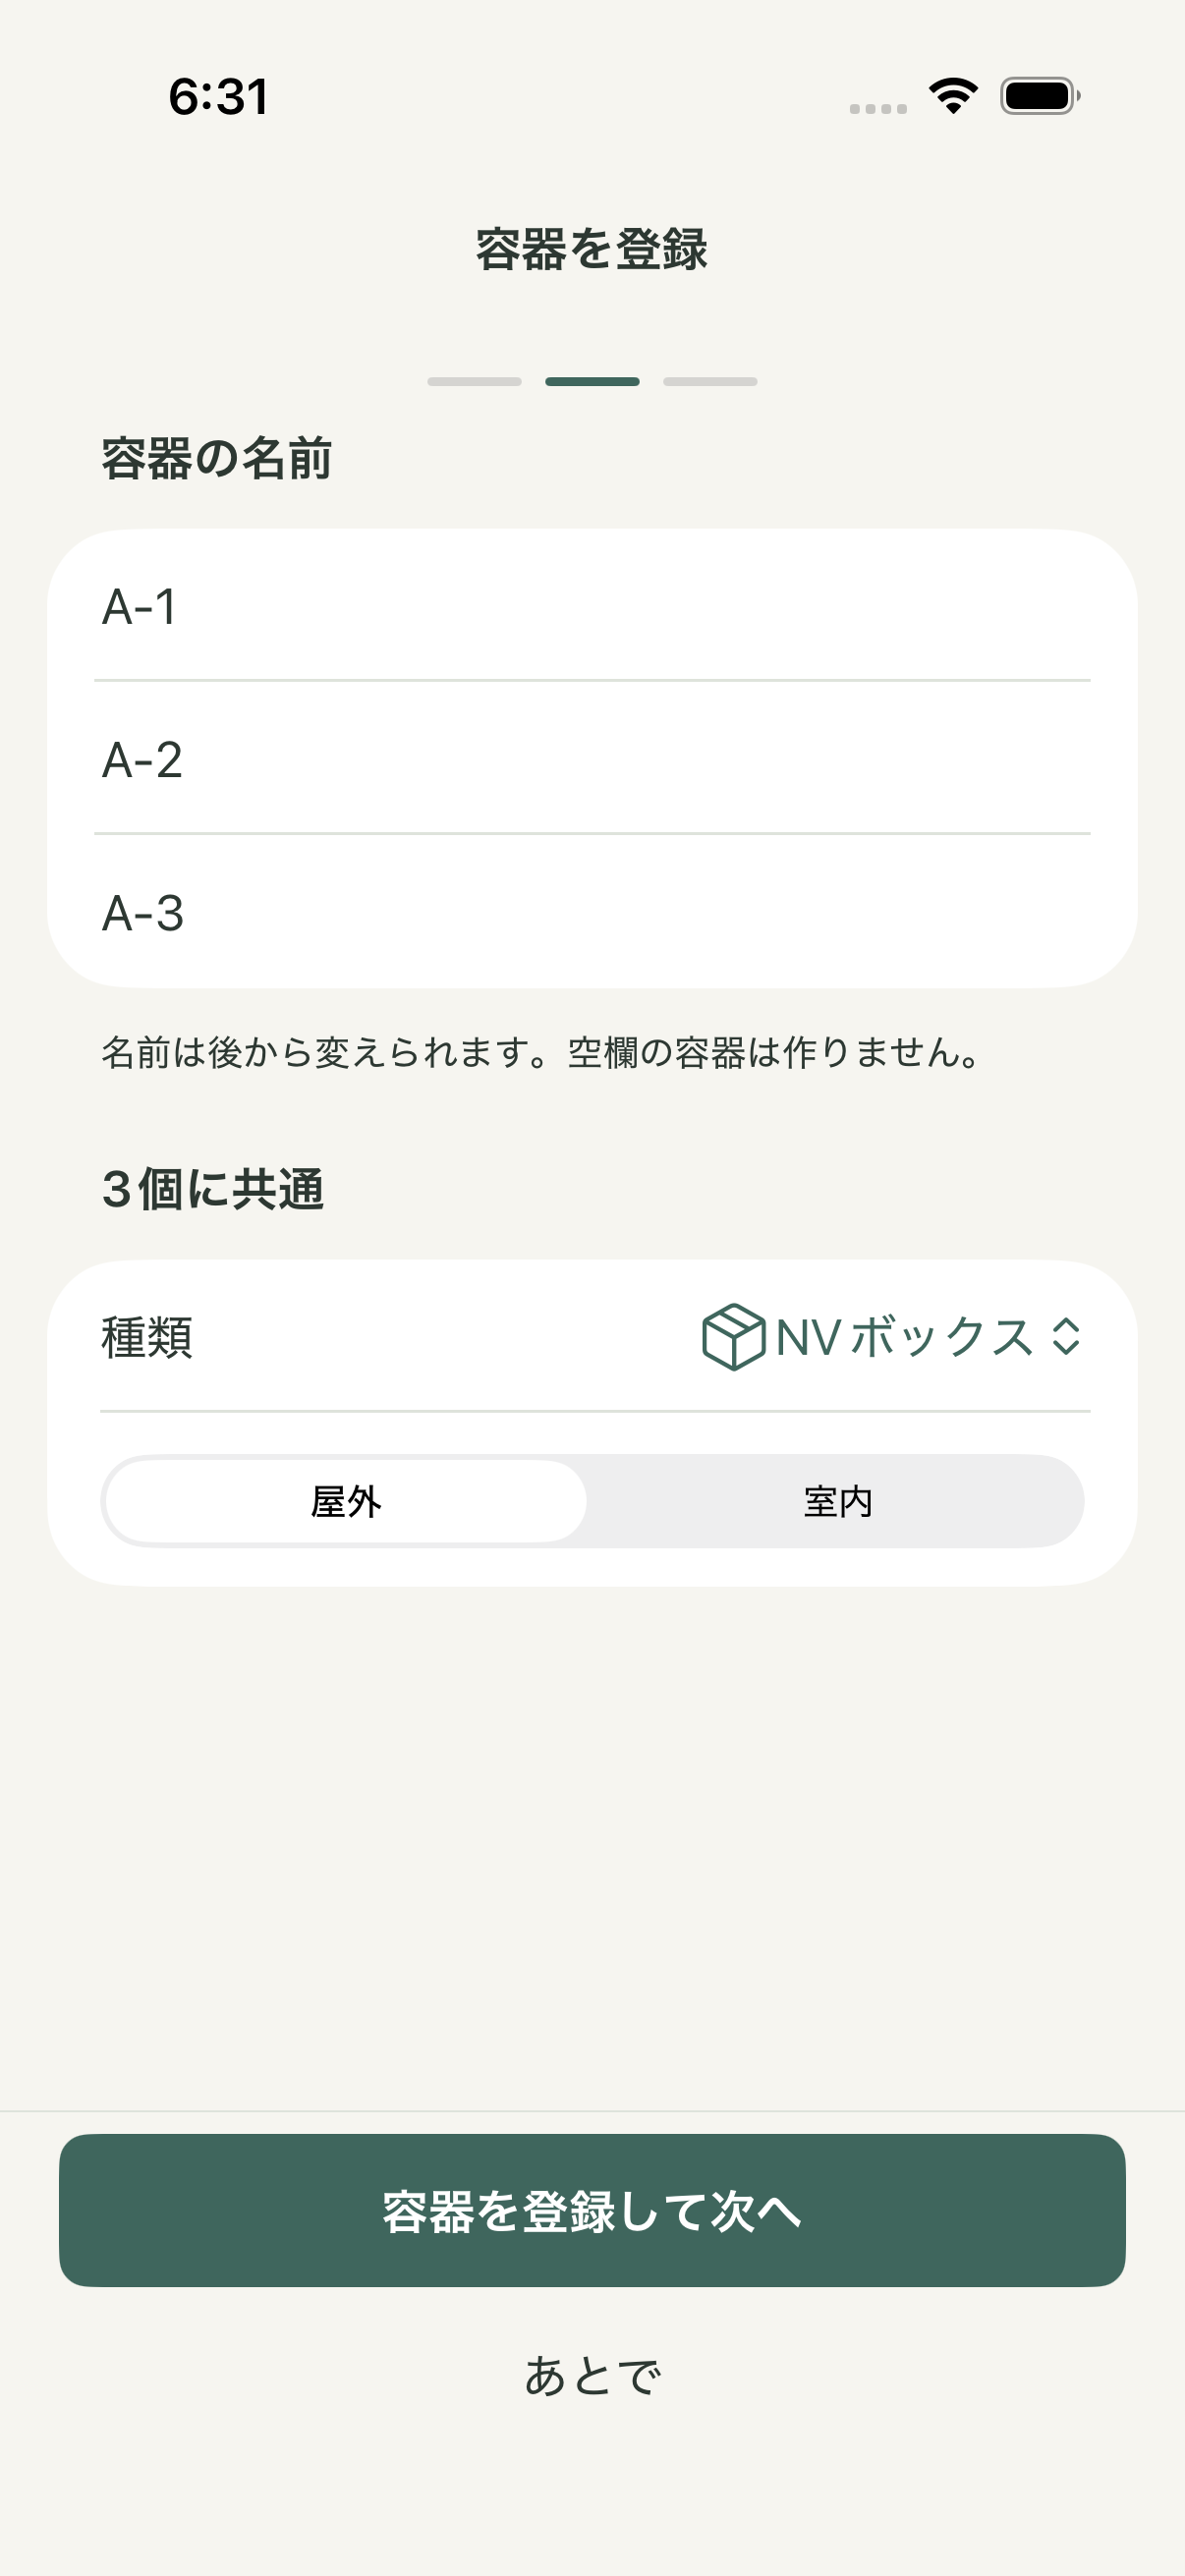 6:31
容器を登録
容器の名前
A-1
A-2
A-3
名前は後から変えられます。空欄の容器は作りません。
3個に共通
種類
NVボックス
屋外
室内
容器を登録して次へ
あとで